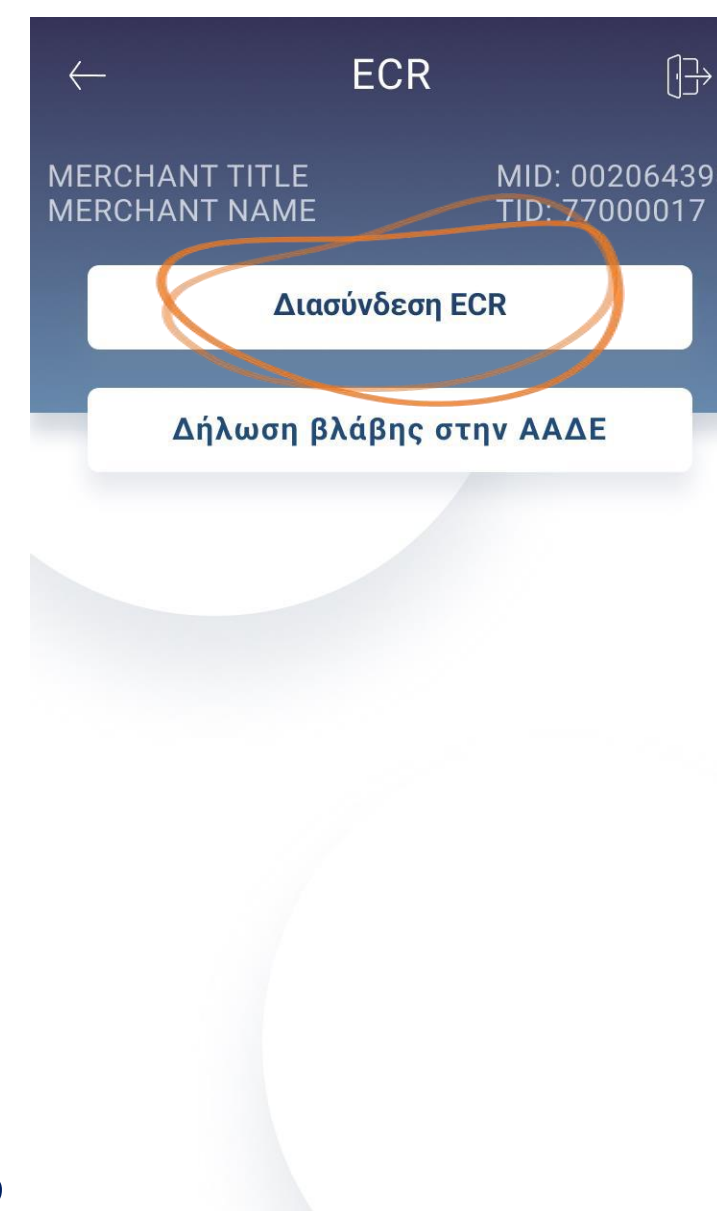 ECR
MERCHANT TITLE MID: 00206439
MERCHANT NAME TID: 77000017
Διασύνδεση ECR
Δήλωση βλάβης στην ΑΑΔΕ